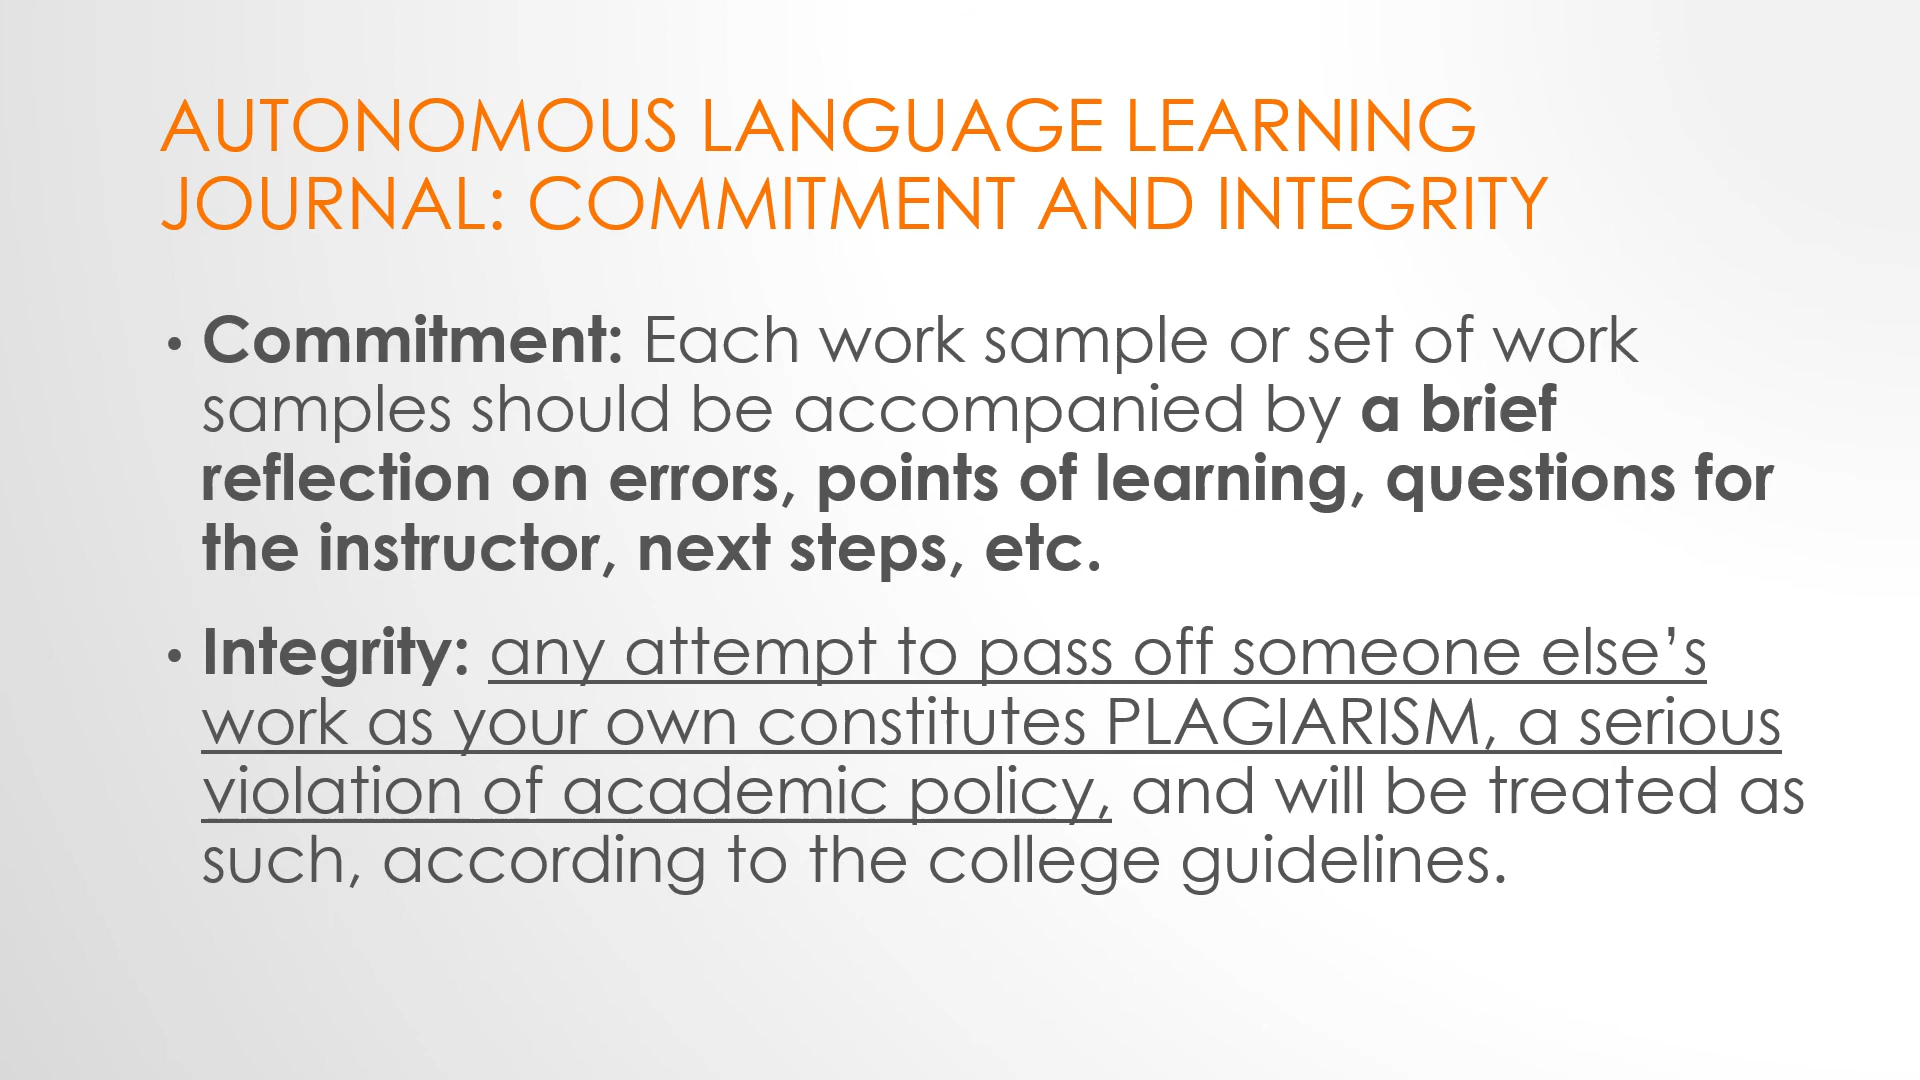 AUTONOMOUS LANGUAGE LEARNING
JOURNAL: COMMITMENT AND INTEGRITY
• Commitment: Each work sample or set of work
samples should be accompanied by a brief
reflection on errors, points of learning, questions for
the instructor, next steps, etc.
• Integrity: any attempt to pass off someone else’s
work as your own constitutes PLAGIARISM, a serious
violation of academic policy, and will be treated as
such, according to the college guidelines.